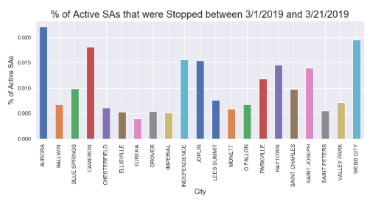 % of Active SAs that were Stopped between 3/1/2019 and 3/21/2019
% of Active SAs
0.020
0.015
0.010
0.005
0.000
AURORA
BALLWIN
BLUE SPRINGS
CAMERON
CHESTERFIELD
ELLISVILLE
EUREKA
GROVER
IMPERIAL
INDEPENDENCE
JOPLIN
LEES SUMMIT
MONETT
O FALLON
PARKVILLE
RAYTOWN
SAINT CHARLES
SAINT JOSEPH
SAINT PETERS
VALLEY PARK
WEBB CITY
City